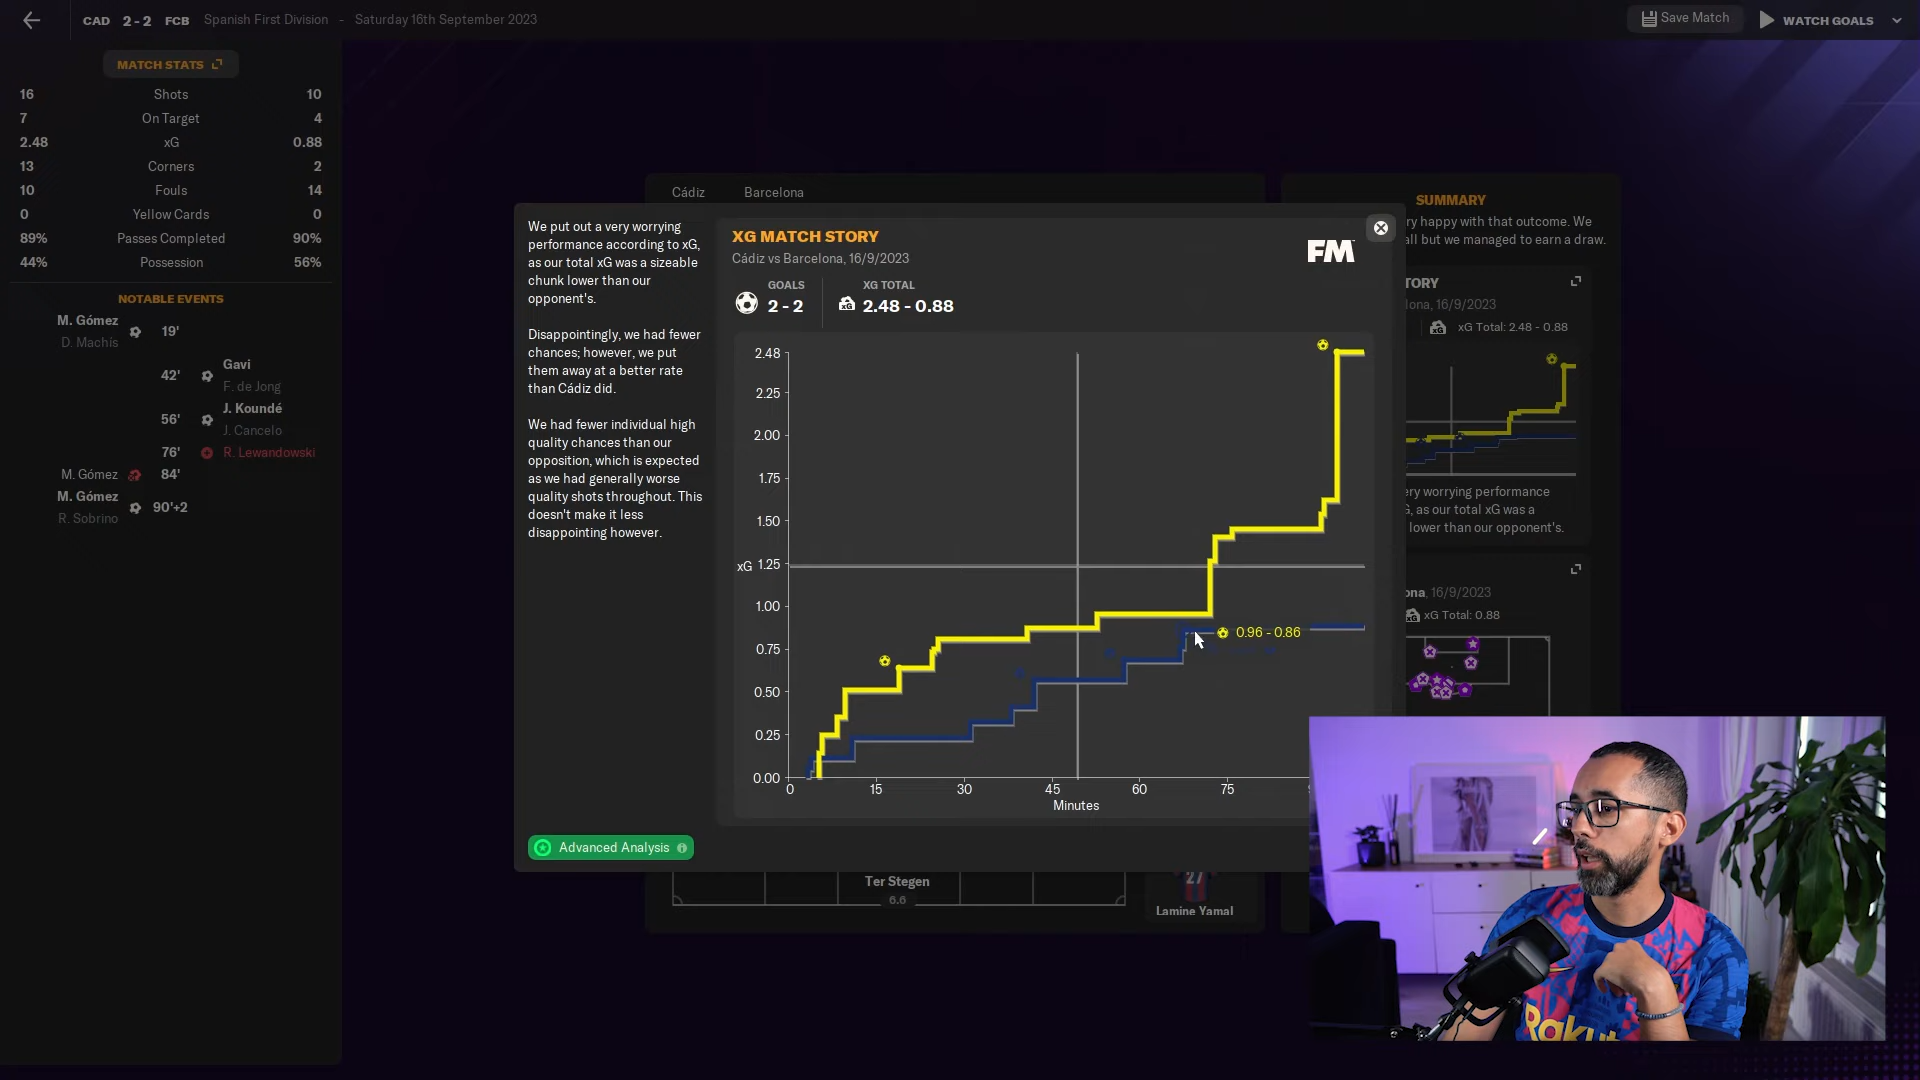 CAD 2 - 2 FCB Spanish First Division - Saturday 16th September 2023
Save Match
WATCH GOALS
MATCH STATS
16 Shots 10
7 On Target 4
2.48 xG 0.88
13 Corners 2
10 Fouls 14
0 Yellow Cards 0
89% Passes Completed 90%
44% Possession 56%
NOTABLE EVENTS
M. Gómez 19'
D. Machís
42' Gavi
F. de Jong
56' J. Koundé
J. Cancelo
76' R. Lewandowski
M. Gómez 84'
M. Gómez 90'+2
R. Sobrino
Cádiz Barcelona
We put out a very worrying
performance according to xG,
as our total xG was a sizeable
chunk lower than our
opponent's.
Disappointingly, we had fewer
chances; however, we put
them away at a better rate
than Cádiz did.
We had fewer individual high
quality chances than our
opposition, which is expected
as we had generally worse
quality shots throughout. This
doesn't make it less
disappointing however.
Advanced Analysis
XG MATCH STORY
Cádiz vs Barcelona, 16/9/2023
FM
GOALS
2 - 2
XG TOTAL
xG
2.48 - 0.88
2.48
2.25
2.00
1.75
1.50
xG 1.25
1.00
0.75
0.50
0.25
0.00
0.96 - 0.86
0 15 30 45 60 75
Minutes
Ter Stegen
6.6
27
Lamine Yamal
SUMMARY
ry happy with that outcome. We
all but we managed to earn a draw.
TORY
lona, 16/9/2023
xG Total: 2.48 - 0.88
ery worrying performance
G, as our total xG was a
lower than our opponent's.
ona, 16/9/2023
xG Total: 0.88
Rakut